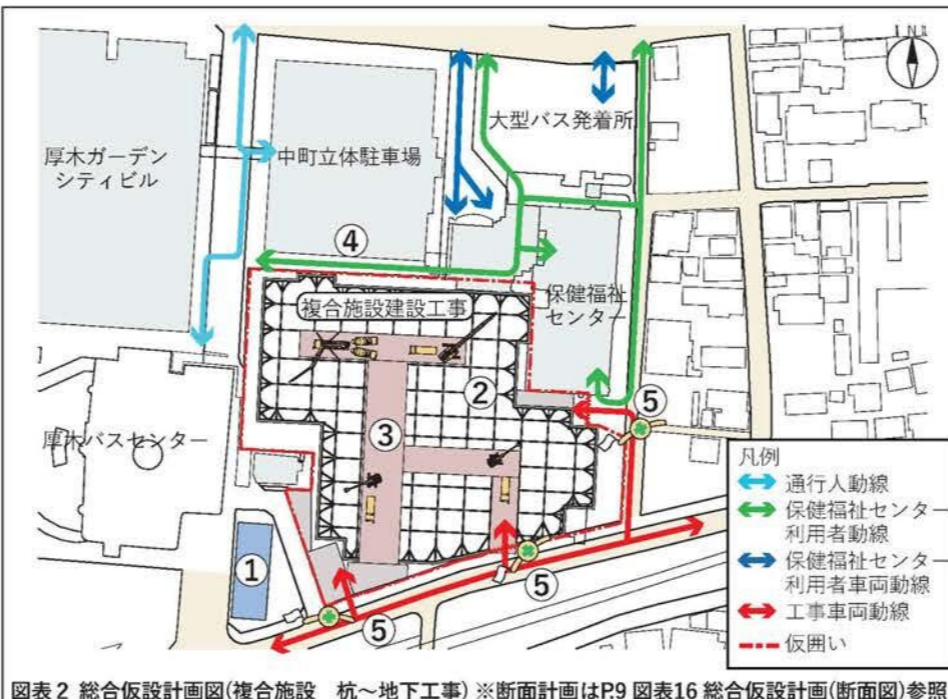 N
大型バス発着所
厚木ガーデン
シティビル
中町立体駐車場
④
保健福祉
センター
複合施設建設工事
②
⑤
③
厚木バスセンター
①
⑤
⑤
凡例
通行人動線
保健福祉センター
利用者動線
保健福祉センター
利用者車両動線
工事車両動線
仮囲い
図表2 総合仮設計画図(複合施設 杭~地下工事) ※断面計画はP.9 図表16 総合仮設計画(断面図)参照